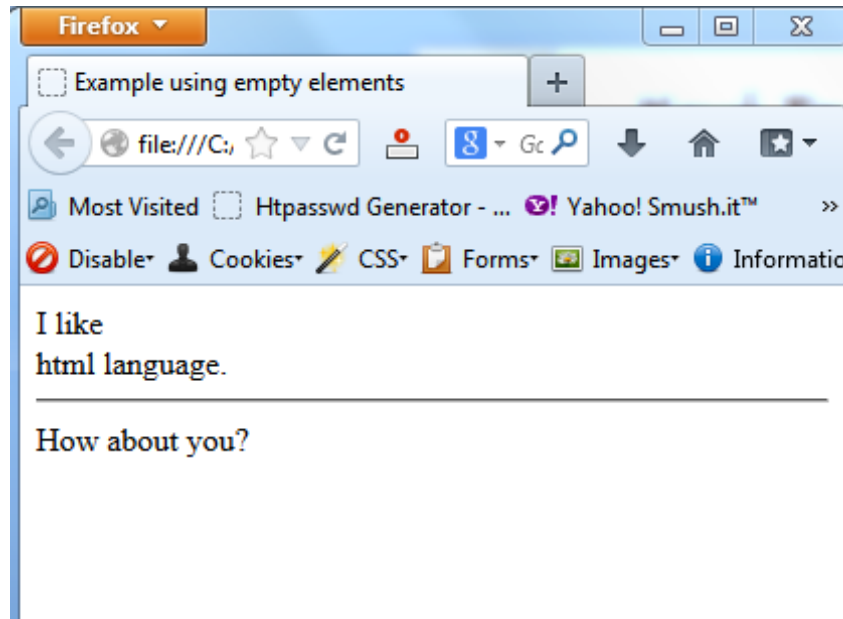 Firefox
Example using empty elements
file:///C:/
Most Visited Htpasswd Generator - ... Yahoo! Smush.it™ »
Disable Cookies CSS Forms Images
I like
html language.
How about you?